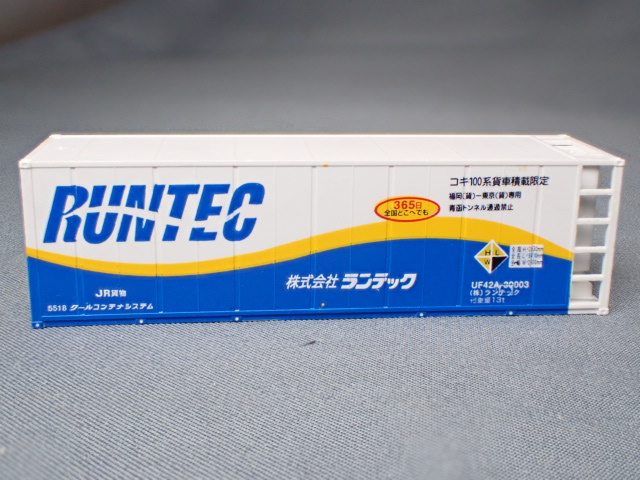 RUNTEC
コキ100系貨車積載限定
福岡(貨)ー東京(貨)専用
青函トンネル通過禁止
365日
全国どこへでも
株式会社 ランテック
H L
W
JR貨物
5518 クールコンテナシステム
UF42A-30003
(株)ランテック